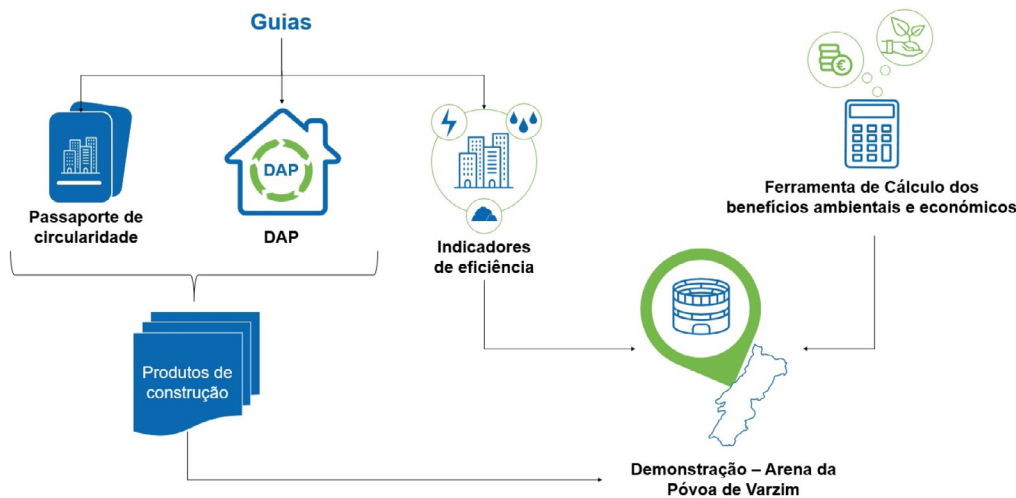 Guias
DAP
€
Passaporte de
circularidade
DAP
Indicadores
de eficiência
Ferramenta de Cálculo dos
benefícios ambientais e económicos
Produtos de
construção
Demonstração – Arena da
Póvoa de Varzim